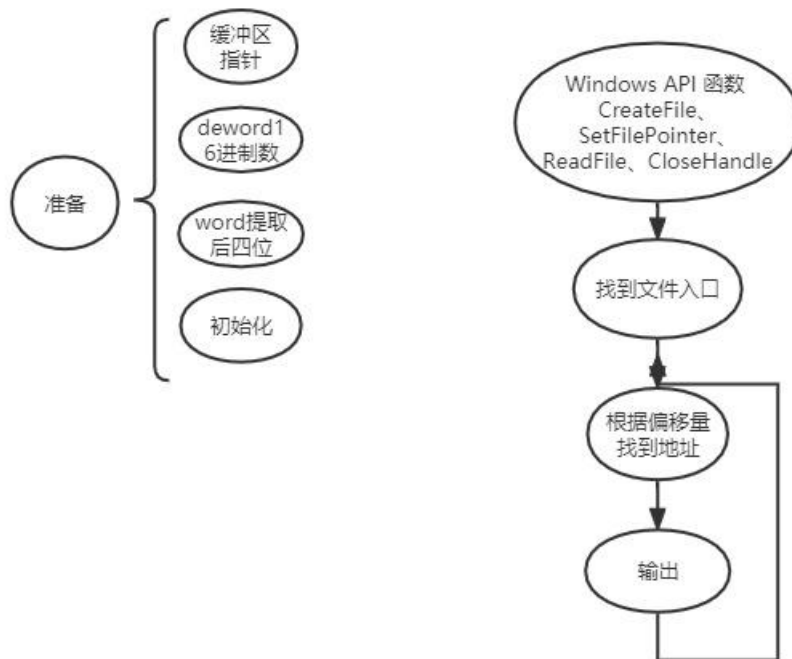 准备
缓冲区
指针
deword1
6进制数
word提取
后四位
初始化
Windows API 函数
CreateFile、
SetFilePointer、
ReadFile、CloseHandle
找到文件入口
根据偏移量
找到地址
输出